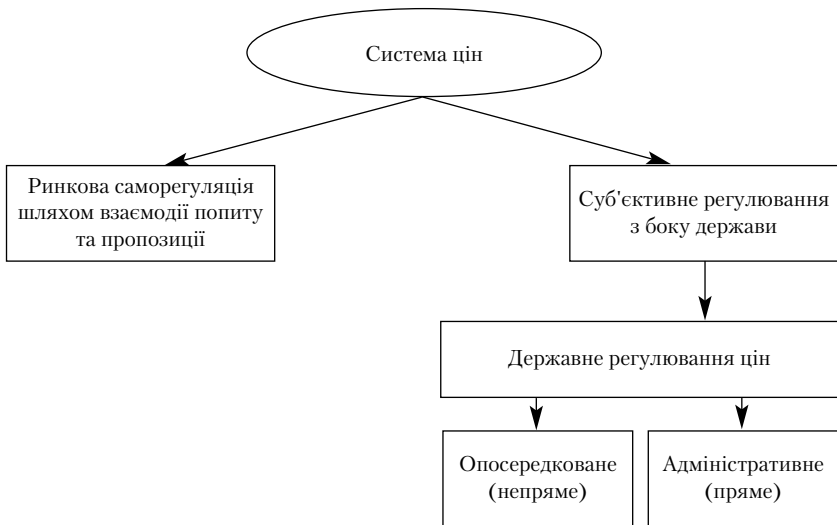 Система цін
Ринкова саморегуляція
шляхом взаємодії попиту
та пропозиції
Суб'єктивне регулювання
з боку держави
Державне регулювання цін
Опосередковане
(непряме)
Адміністративне
(пряме)